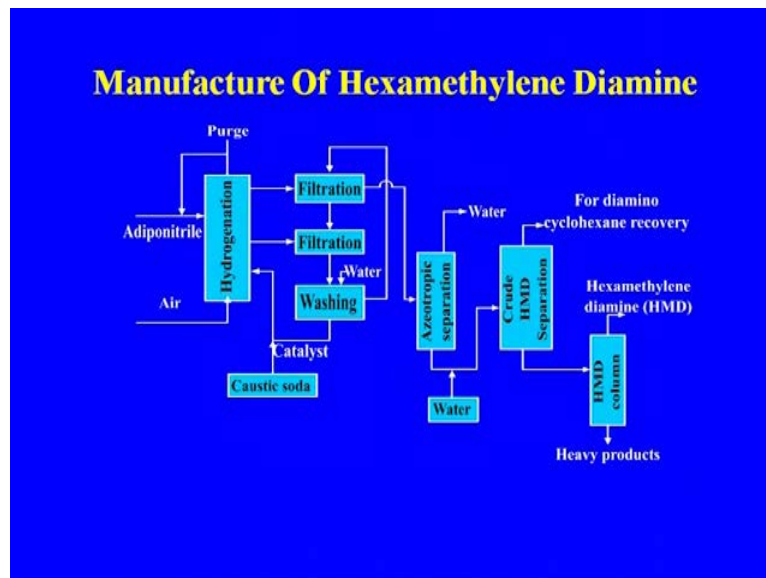 Manufacture Of Hexamethylene Diamine
Purge
Adiponitrile
Air
Hydrogenation
Filtration
Filtration
Water
Washing
Catalyst
Caustic soda
Water
Azeotropic
separation
Water
For diamino
cyclohexane recovery
Crude
HMD
Separation
Hexamethylene
diamine (HMD)
HMD
column
Heavy products